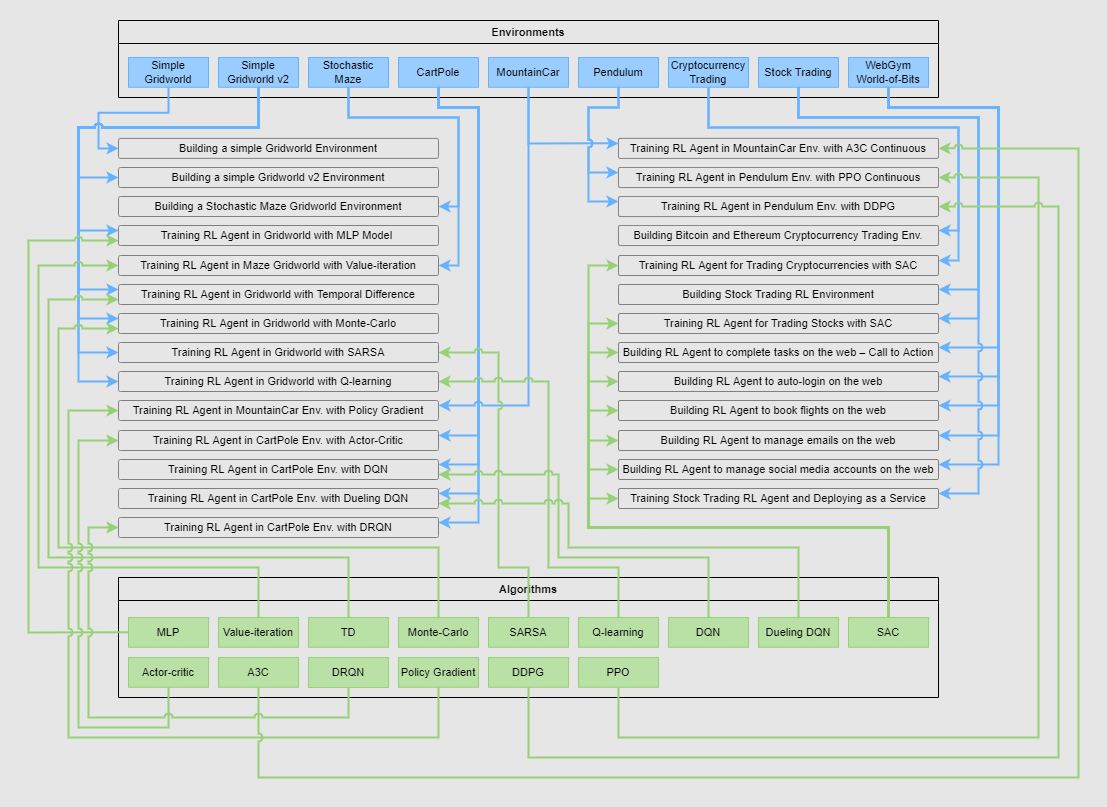 Environments
Simple
Gridworld
Simple
Gridworld v2
Stochastic
Maze
CartPole
MountainCar
Pendulum
Cryptocurrency
Trading
Stock Trading
WebGym
World-of-Bits
Building a simple Gridworld Environment
Building a simple Gridworld v2 Environment
Building a Stochastic Maze Gridworld Environment
Training RL Agent in Gridworld with MLP Model
Training RL Agent in Maze Gridworld with Value-iteration
Training RL Agent in Gridworld with Temporal Difference
Training RL Agent in Gridworld with Monte-Carlo
Training RL Agent in Gridworld with SARSA
Training RL Agent in Gridworld with Q-learning
Training RL Agent in MountainCar Env. with Policy Gradient
Training RL Agent in CartPole Env. with Actor-Critic
Training RL Agent in CartPole Env. with DQN
Training RL Agent in CartPole Env. with Dueling DQN
Training RL Agent in CartPole Env. with DRQN
Training RL Agent in MountainCar Env. with A3C Continuous
Training RL Agent in Pendulum Env. with PPO Continuous
Training RL Agent in Pendulum Env. with DDPG
Building Bitcoin and Ethereum Cryptocurrency Trading Env.
Training RL Agent for Trading Cryptocurrencies with SAC
Building Stock Trading RL Environment
Training RL Agent for Trading Stocks with SAC
Building RL Agent to complete tasks on the web – Call to Action
Building RL Agent to auto-login on the web
Building RL Agent to book flights on the web
Building RL Agent to manage emails on the web
Building RL Agent to manage social media accounts on the web
Training Stock Trading RL Agent and Deploying as a Service
Algorithms
MLP
Value-iteration
TD
Monte-Carlo
SARSA
Q-learning
DQN
Dueling DQN
SAC
Actor-critic
A3C
DRQN
Policy Gradient
DDPG
PPO